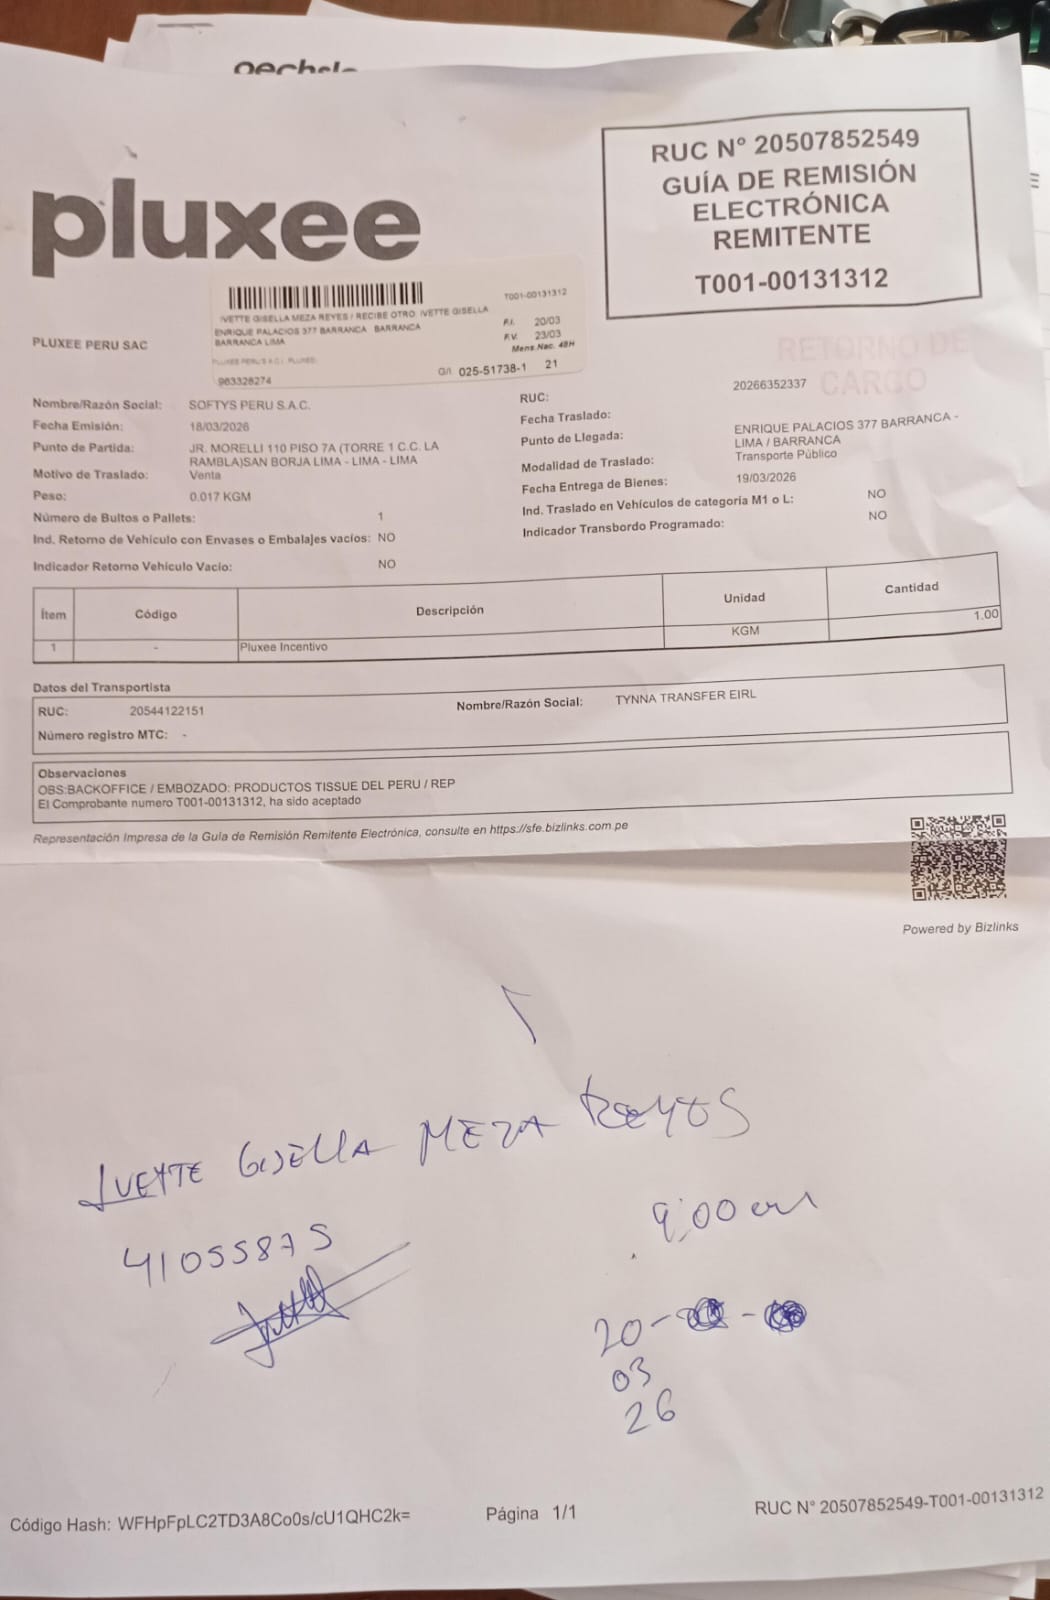 pluxee
RUC N° 20507852549
GUÍA DE REMISIÓN
ELECTRÓNICA
REMITENTE
T001-00131312
T001-00131312
IVETTE GISELLA MEZA REYES / RECIBE OTRO: IVETTE GISELLA
ENRIQUE PALACIOS 377 BARRANCA BARRANCA
BARRANCA LIMA
F.I. 20/03
F.V. 23/03
Mens.Nac. 48H
983328274
G/I. 025-51738-1 21
PLUXEE PERU SAC
RETORNO DE
CARGO
Nombre/Razón Social: SOFTYS PERU S.A.C.
Fecha Emisión: 18/03/2026
Punto de Partida: JR. MORELLI 110 PISO 7A (TORRE 1 C.C. LA
RAMBLA)SAN BORJA LIMA - LIMA - LIMA
Motivo de Traslado: Venta
Peso: 0.017 KGM
Número de Bultos o Pallets: 1
Ind. Retorno de Vehículo con Envases o Embalajes vacíos: NO
Indicador Retorno Vehículo Vacío: NO
RUC: 20266352337
Fecha Traslado:
Punto de Llegada: ENRIQUE PALACIOS 377 BARRANCA -
LIMA / BARRANCA
Modalidad de Traslado: Transporte Público
Fecha Entrega de Bienes: 19/03/2026
Ind. Traslado en Vehículos de categoría M1 o L: NO
Indicador Transbordo Programado: NO
Ítem Código Descripción Unidad Cantidad
1 - Pluxee Incentivo KGM 1.00
Datos del Transportista
RUC: 20544122151 Nombre/Razón Social: TYNNA TRANSFER EIRL
Número registro MTC: -
Observaciones
OBS:BACKOFFICE / EMBOZADO: PRODUCTOS TISSUE DEL PERU / REP
El Comprobante numero T001-00131312, ha sido aceptado
Representación Impresa de la Guía de Remisión Remitente Electrónica, consulte en https://sfe.bizlinks.com.pe
Powered by Bizlinks
IVETTE GISELLA MEZA REYES
41055875
9:00 am
20 - -
03
26
Código Hash: WFHpFpLC2TD3A8Co0s/cU1QHC2k=
Página 1/1
RUC N° 20507852549-T001-00131312